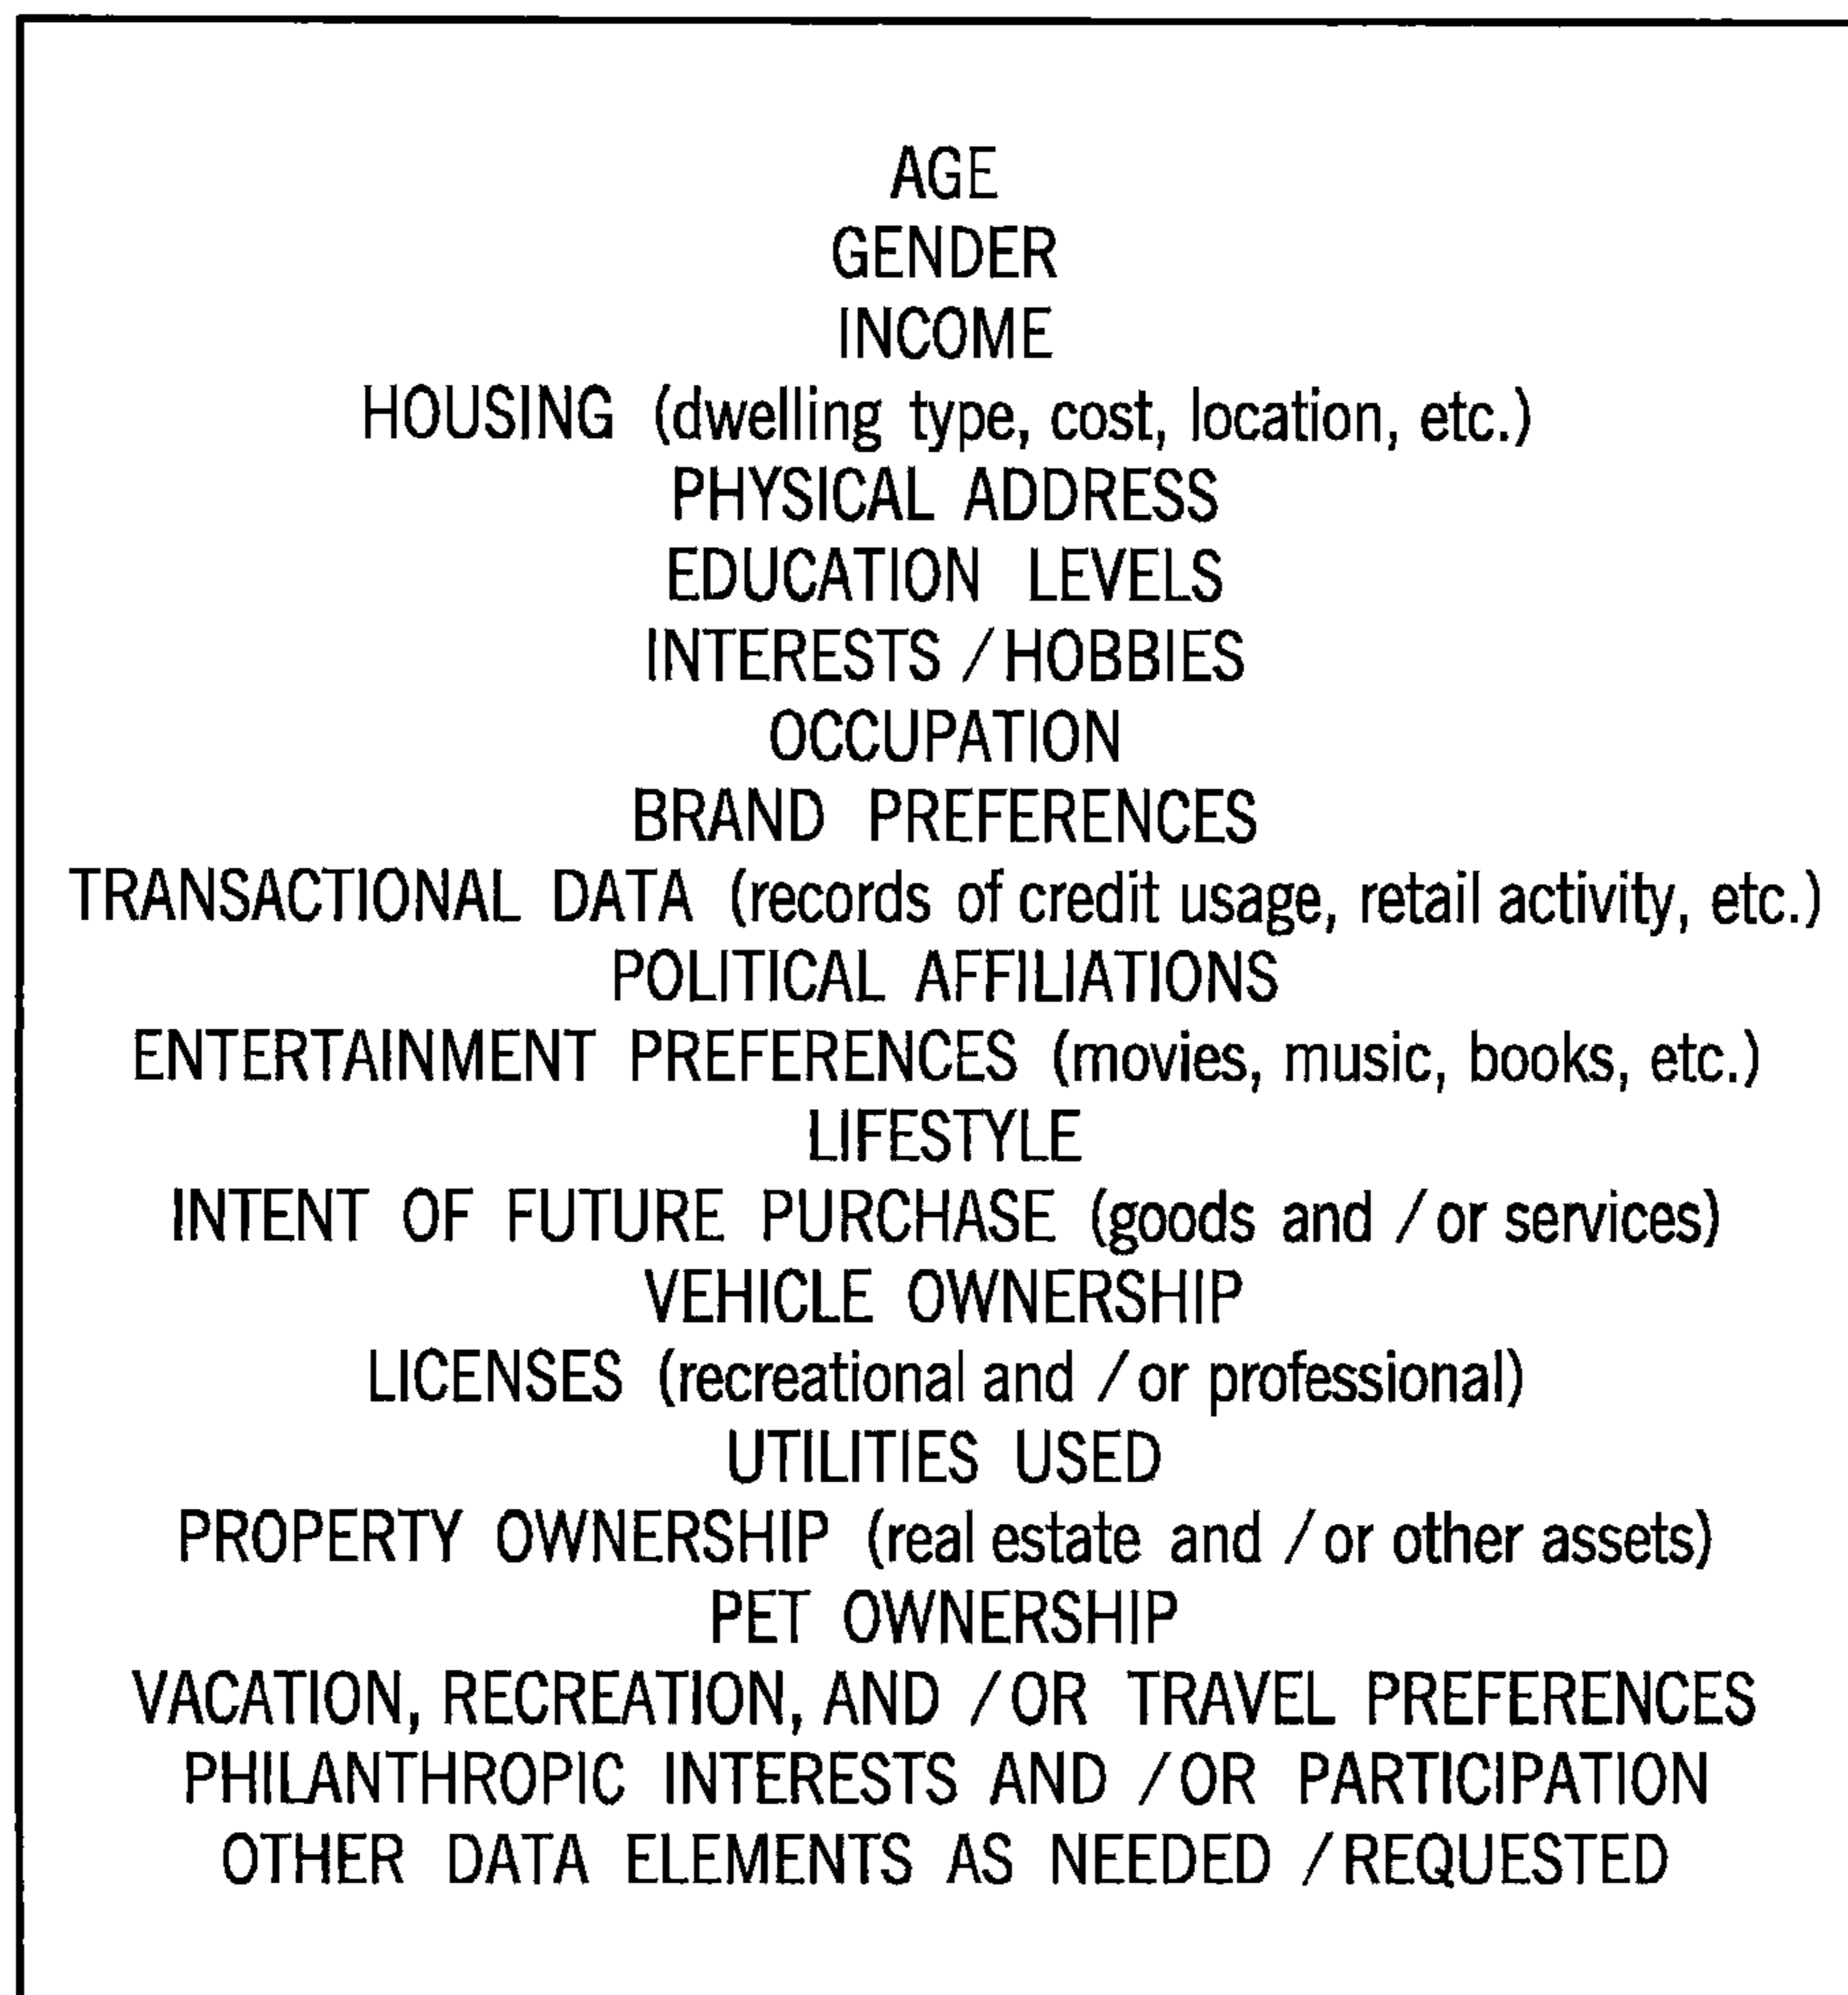 AGE
GENDER
INCOME
HOUSING (dwelling type, cost, location, etc.)
PHYSICAL ADDRESS
EDUCATION LEVELS
INTERESTS / HOBBIES
OCCUPATION
BRAND PREFERENCES
TRANSACTIONAL DATA (records of credit usage, retail activity, etc.)
POLITICAL AFFILIATIONS
ENTERTAINMENT PREFERENCES (movies, music, books, etc.)
LIFESTYLE
INTENT OF FUTURE PURCHASE (goods and / or services)
VEHICLE OWNERSHIP
LICENSES (recreational and / or professional)
UTILITIES USED
PROPERTY OWNERSHIP (real estate and / or other assets)
PET OWNERSHIP
VACATION, RECREATION, AND / OR TRAVEL PREFERENCES
PHILANTHROPIC INTERESTS AND / OR PARTICIPATION
OTHER DATA ELEMENTS AS NEEDED / REQUESTED